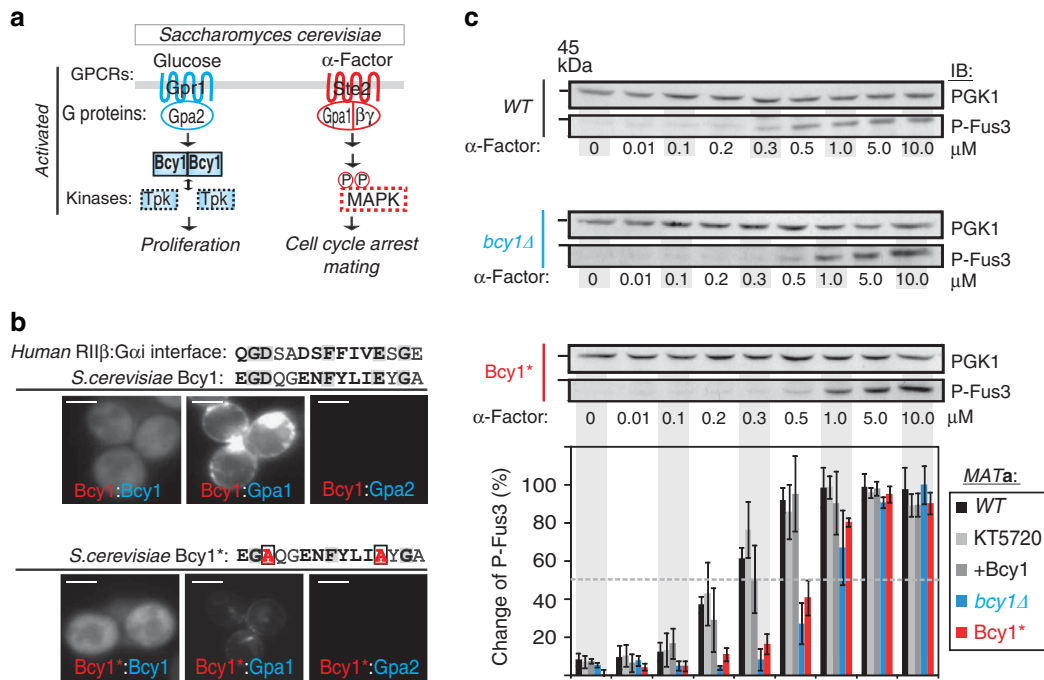 a
Saccharomyces cerevisiae
Glucose
α-Factor
GPCRs:
Gpr1
Ste2
G proteins:
Gpa2
Gpa1 βγ
Activated
Bcy1 Bcy1
P P
Kinases:
Tpk
Tpk
MAPK
Proliferation
Cell cycle arrest
mating
b
Human RIIβ:Gαi interface: QGDSADSFFIVESGE
S.cerevisiae Bcy1: EGDQGENFYLIEYGA
Bcy1:Bcy1
Bcy1:Gpa1
Bcy1:Gpa2
S.cerevisiae Bcy1*: EGAQGENFYLIAYGA
Bcy1*:Bcy1
Bcy1*:Gpa1
Bcy1*:Gpa2
c
45
kDa
IB:
WT
PGK1
P-Fus3
α-Factor: 0 0.01 0.1 0.2 0.3 0.5 1.0 5.0 10.0 μM
bcy1Δ
PGK1
P-Fus3
α-Factor: 0 0.01 0.1 0.2 0.3 0.5 1.0 5.0 10.0 μM
Bcy1*
PGK1
P-Fus3
α-Factor: 0 0.01 0.1 0.2 0.3 0.5 1.0 5.0 10.0 μM
Change of P-Fus3 (%)
100
80
60
40
20
MATa:
WT
KT5720
+Bcy1
bcy1Δ
Bcy1*